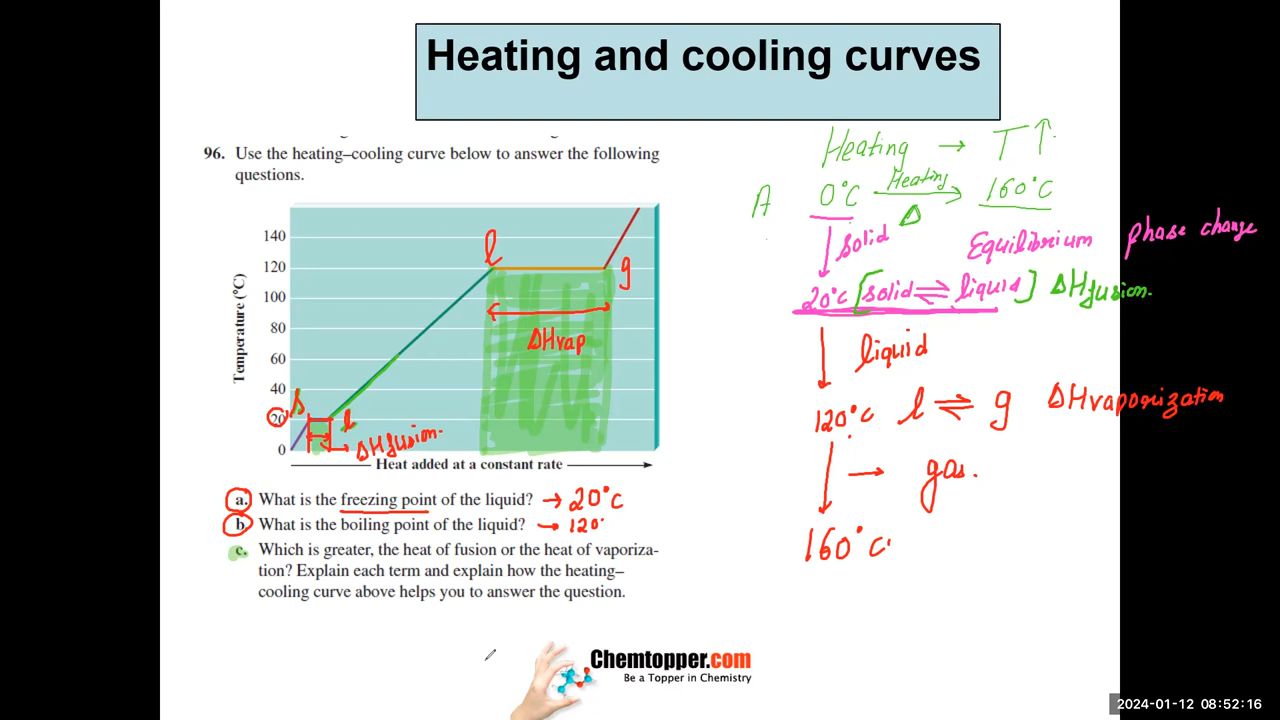 Heating and cooling curves
96. Use the heating–cooling curve below to answer the following
questions.
Temperature (°C)
140
120
100
80
60
40
20
0
l
g
ΔHvap
s
l
ΔHfusion.
Heat added at a constant rate
a. What is the freezing point of the liquid? → 20°C
b. What is the boiling point of the liquid? → 120°
c. Which is greater, the heat of fusion or the heat of vaporiza-
tion? Explain each term and explain how the heating–
cooling curve above helps you to answer the question.
Heating → T ↑
A 0°C Heating → 160°C
Δ
solid
Equilibrium phase change
20°C [solid ⇌ liquid] ΔHfusion.
liquid
120°C l ⇌ g ΔHvaporization
→ gas.
160°C.
Chemtopper.com
Be a Topper in Chemistry
2024-01-12 08:52:16